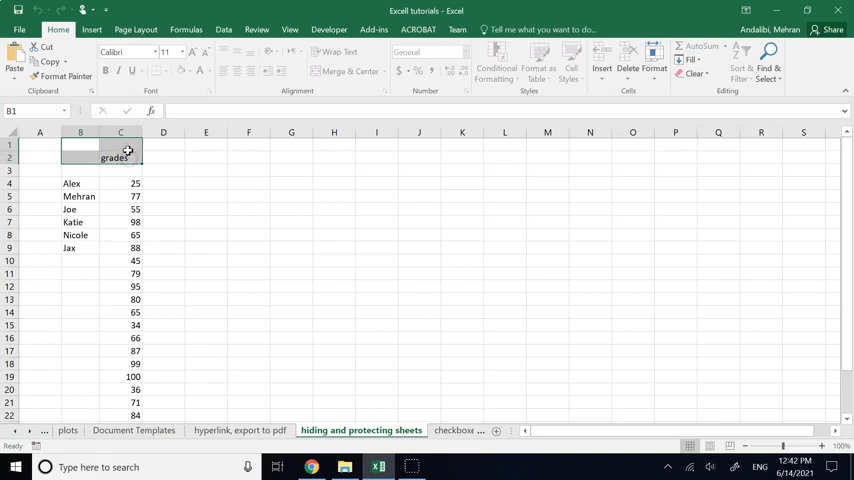 Excell tutorials - Excel
Andalibi, Mehran
File Home Insert Page Layout Formulas Data Review View Developer Add-ins ACROBAT Team Tell me what you want to do... Share
Paste
Cut
Copy
Format Painter
Clipboard
Calibri 11
B I U
Font
Wrap Text
Merge & Center
Alignment
General
$ % ,
Number
Conditional Formatting
Format as Table
Cell Styles
Styles
Insert Delete Format
Cells
AutoSum
Fill
Clear
Sort & Filter
Find & Select
Editing
B1 fx
A B C D E F G H I J K L M N O P Q R S
1
2 grades
3
4 Alex 25
5 Mehran 77
6 Joe 55
7 Katie 98
8 Nicole 65
9 Jax 88
10 45
11 79
12 95
13 80
14 65
15 34
16 66
17 87
18 99
19 100
20 36
21 71
22 84
... plots Document Templates hyperlink, export to pdf hiding and protecting sheets checkboxe ...
Ready 100%
Type here to search
ENG
12:42 PM
6/14/2021